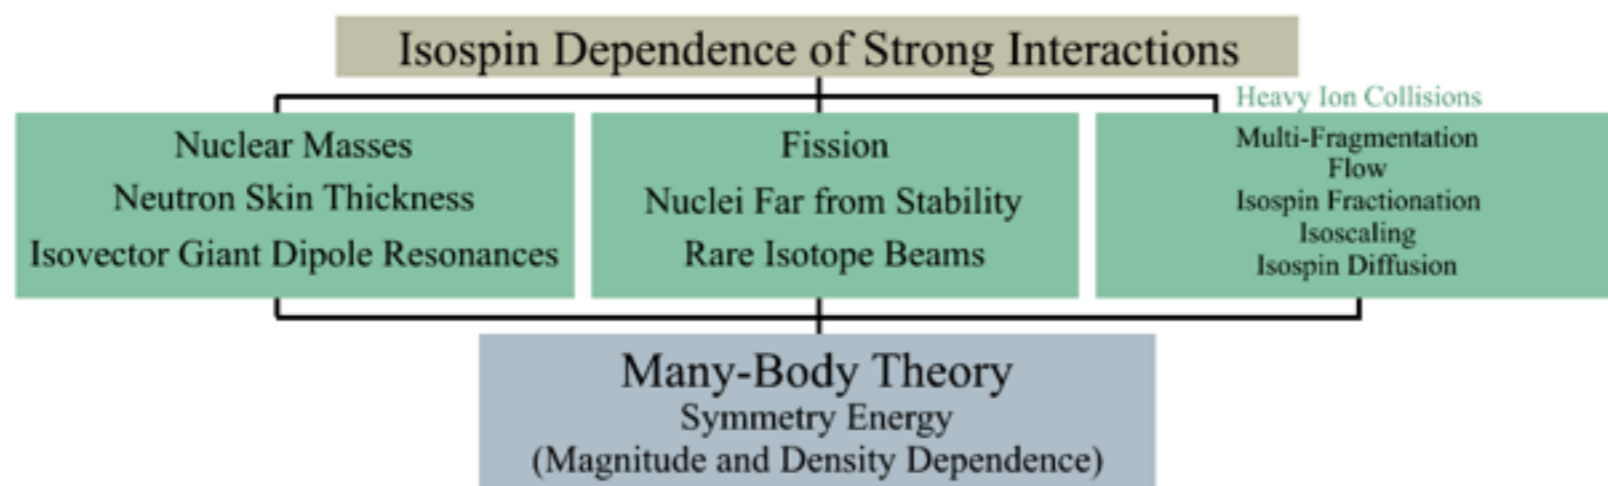 Isospin Dependence of Strong Interactions
Nuclear Masses
Neutron Skin Thickness
Isovector Giant Dipole Resonances
Fission
Nuclei Far from Stability
Rare Isotope Beams
Heavy Ion Collisions
Multi-Fragmentation
Flow
Isospin Fractionation
Isoscaling
Isospin Diffusion
Many-Body Theory
Symmetry Energy
(Magnitude and Density Dependence)